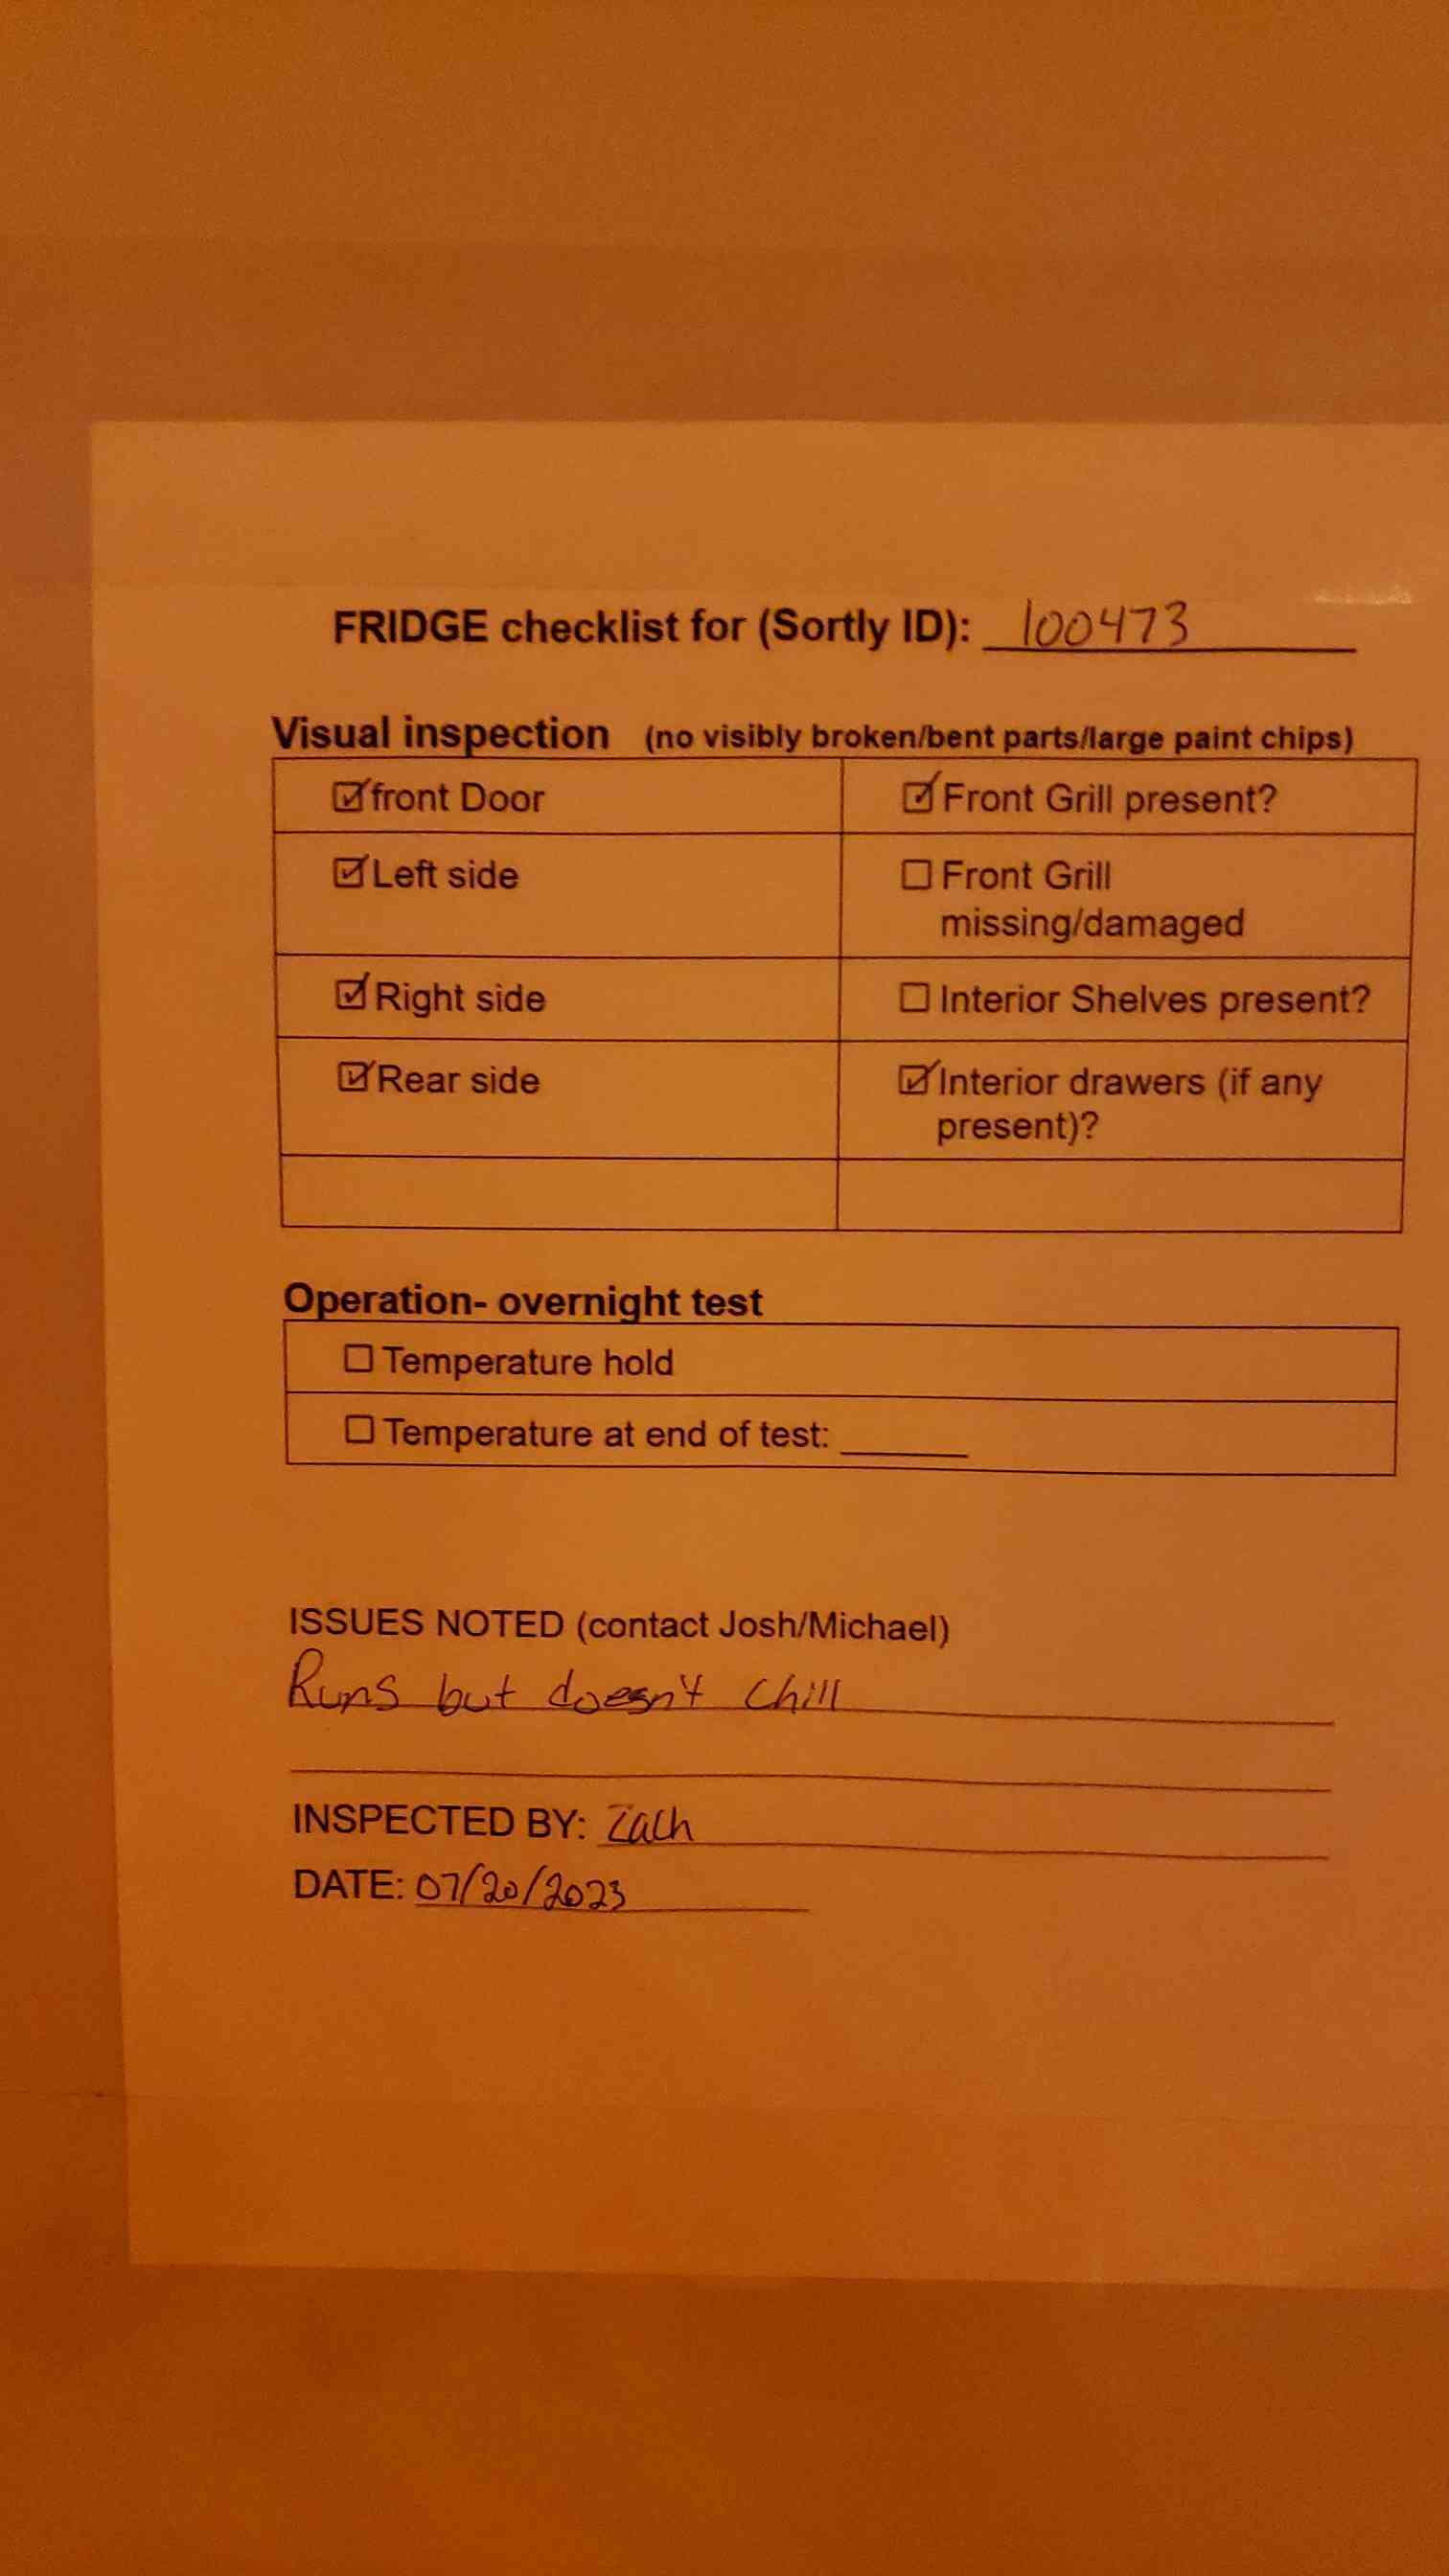 FRIDGE checklist for (Sortly ID): 100473
Visual inspection (no visibly broken/bent parts/large paint chips)
☑ front Door
☑ Front Grill present?
☑ Left side
☐ Front Grill
missing/damaged
☑ Right side
☐ Interior Shelves present?
☑ Rear side
☑ Interior drawers (if any
present)?
Operation- overnight test
☐ Temperature hold
☐ Temperature at end of test: ______
ISSUES NOTED (contact Josh/Michael)
Runs but doesn't chill
INSPECTED BY: Zach
DATE: 07/20/2023